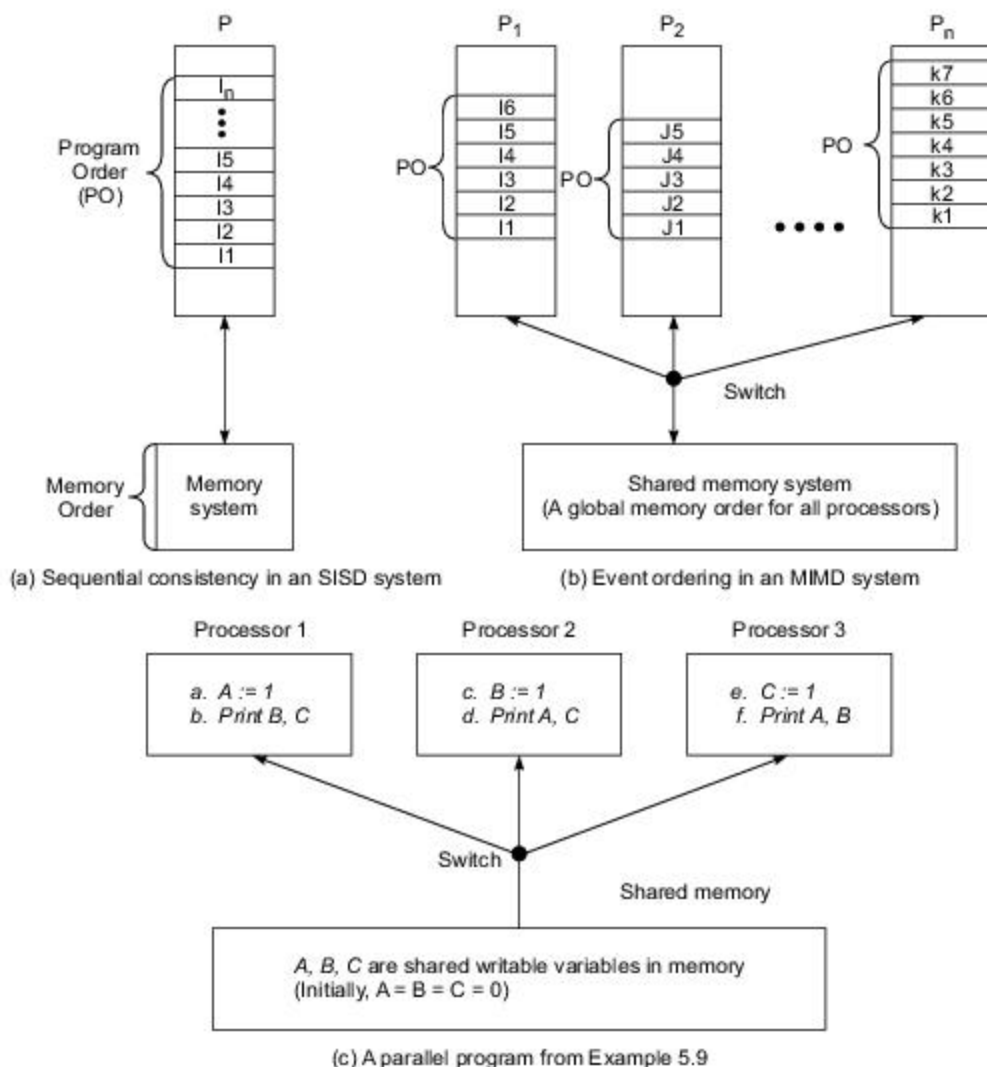 P
I_n
I5
I4
I3
I2
I1
Program
Order
(PO)
Memory
Order
Memory
system
(a) Sequential consistency in an SISD system
P_1
I6
I5
I4
I3
I2
I1
PO
P_2
J5
J4
J3
J2
J1
PO
P_n
k7
k6
k5
k4
k3
k2
k1
PO
Switch
Shared memory system
(A global memory order for all processors)
(b) Event ordering in an MIMD system
Processor 1
a. A := 1
b. Print B, C
Processor 2
c. B := 1
d. Print A, C
Processor 3
e. C := 1
f. Print A, B
Switch
Shared memory
A, B, C are shared writable variables in memory
(Initially, A = B = C = 0)
(c) A parallel program from Example 5.9